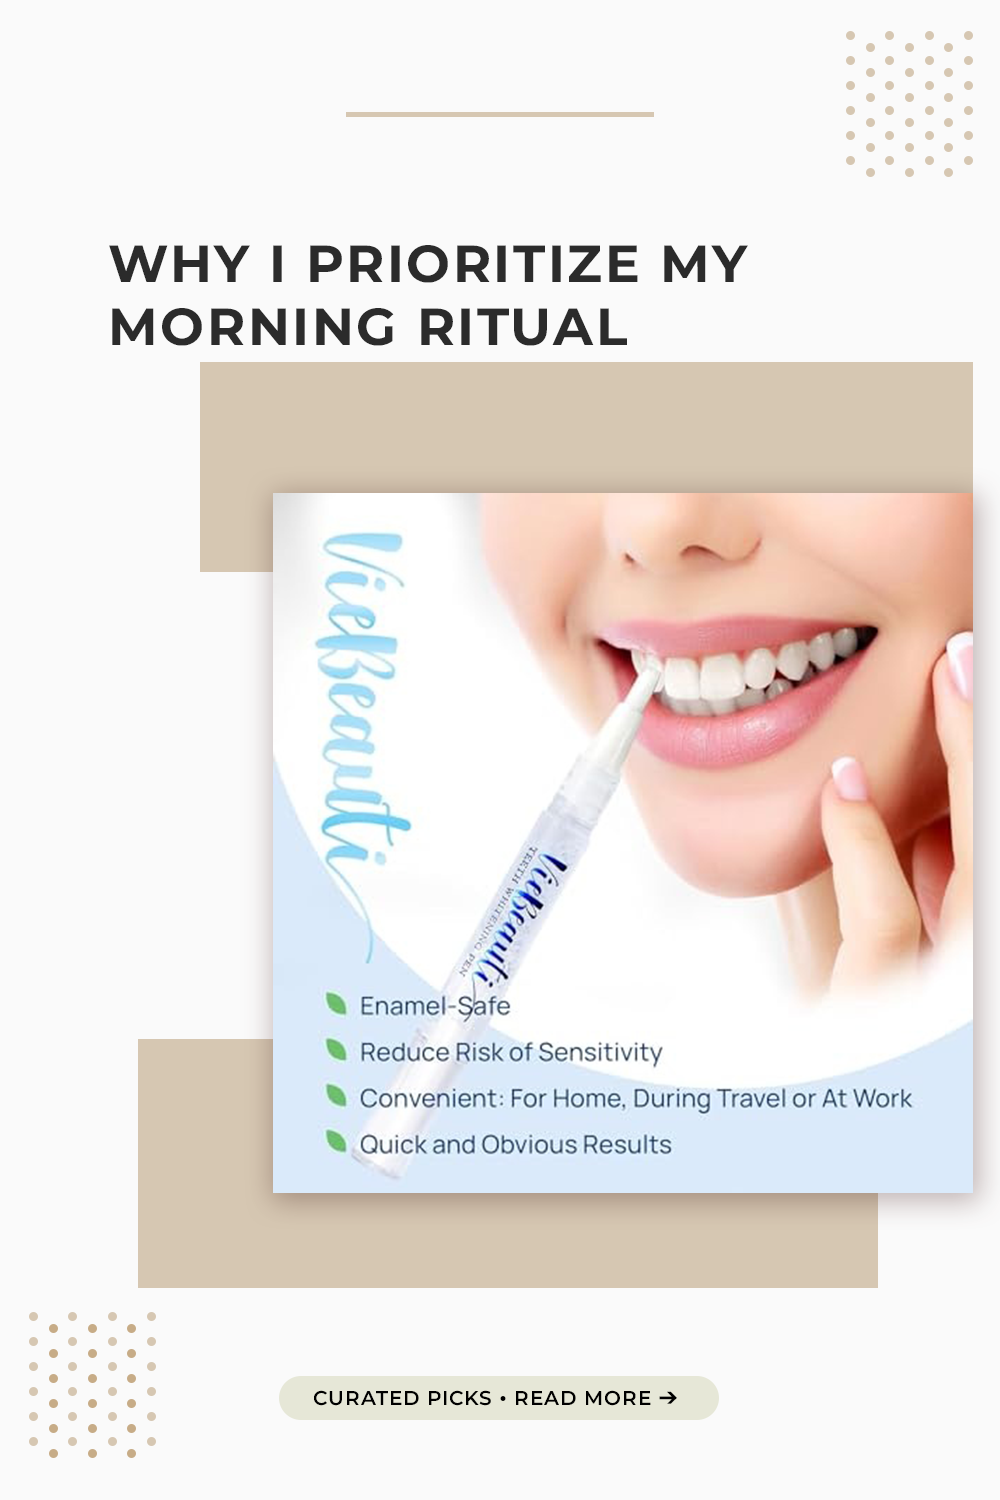 WHY I PRIORITIZE MY
MORNING RITUAL
VieBeauti
VieBeauti
TEETH WHITENING PEN
Enamel-Safe
Reduce Risk of Sensitivity
Convenient: For Home, During Travel or At Work
Quick and Obvious Results
CURATED PICKS • READ MORE ➔